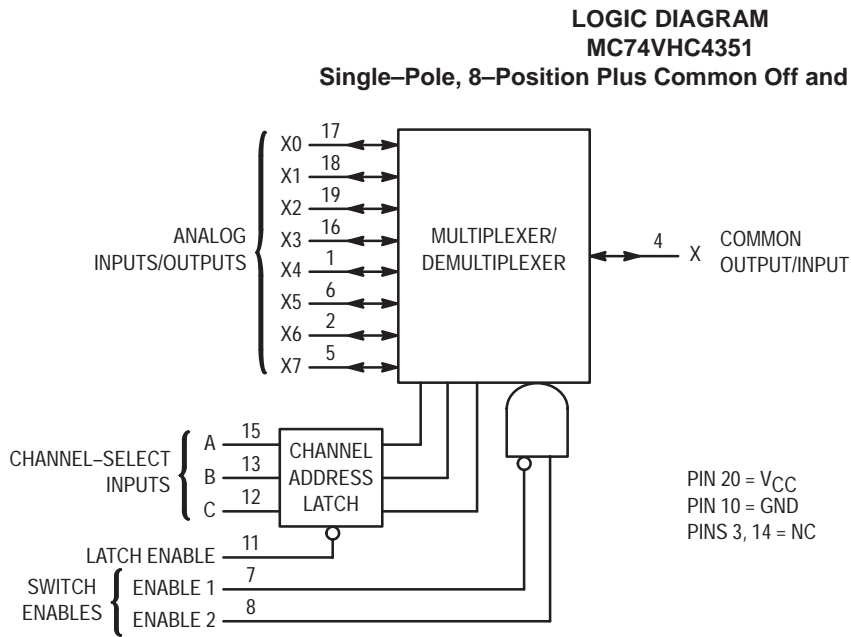 LOGIC DIAGRAM
MC74VHC4351
Single–Pole, 8–Position Plus Common Off and
X0 17
X1 18
X2 19
X3 16
X4 1
X5 6
X6 2
X7 5
ANALOG
INPUTS/OUTPUTS
MULTIPLEXER/
DEMULTIPLEXER
4 X
COMMON
OUTPUT/INPUT
CHANNEL–SELECT
INPUTS
A 15
B 13
C 12
CHANNEL
ADDRESS
LATCH
PIN 20 = VCC
PIN 10 = GND
PINS 3, 14 = NC
LATCH ENABLE 11
SWITCH
ENABLES
ENABLE 1 7
ENABLE 2 8